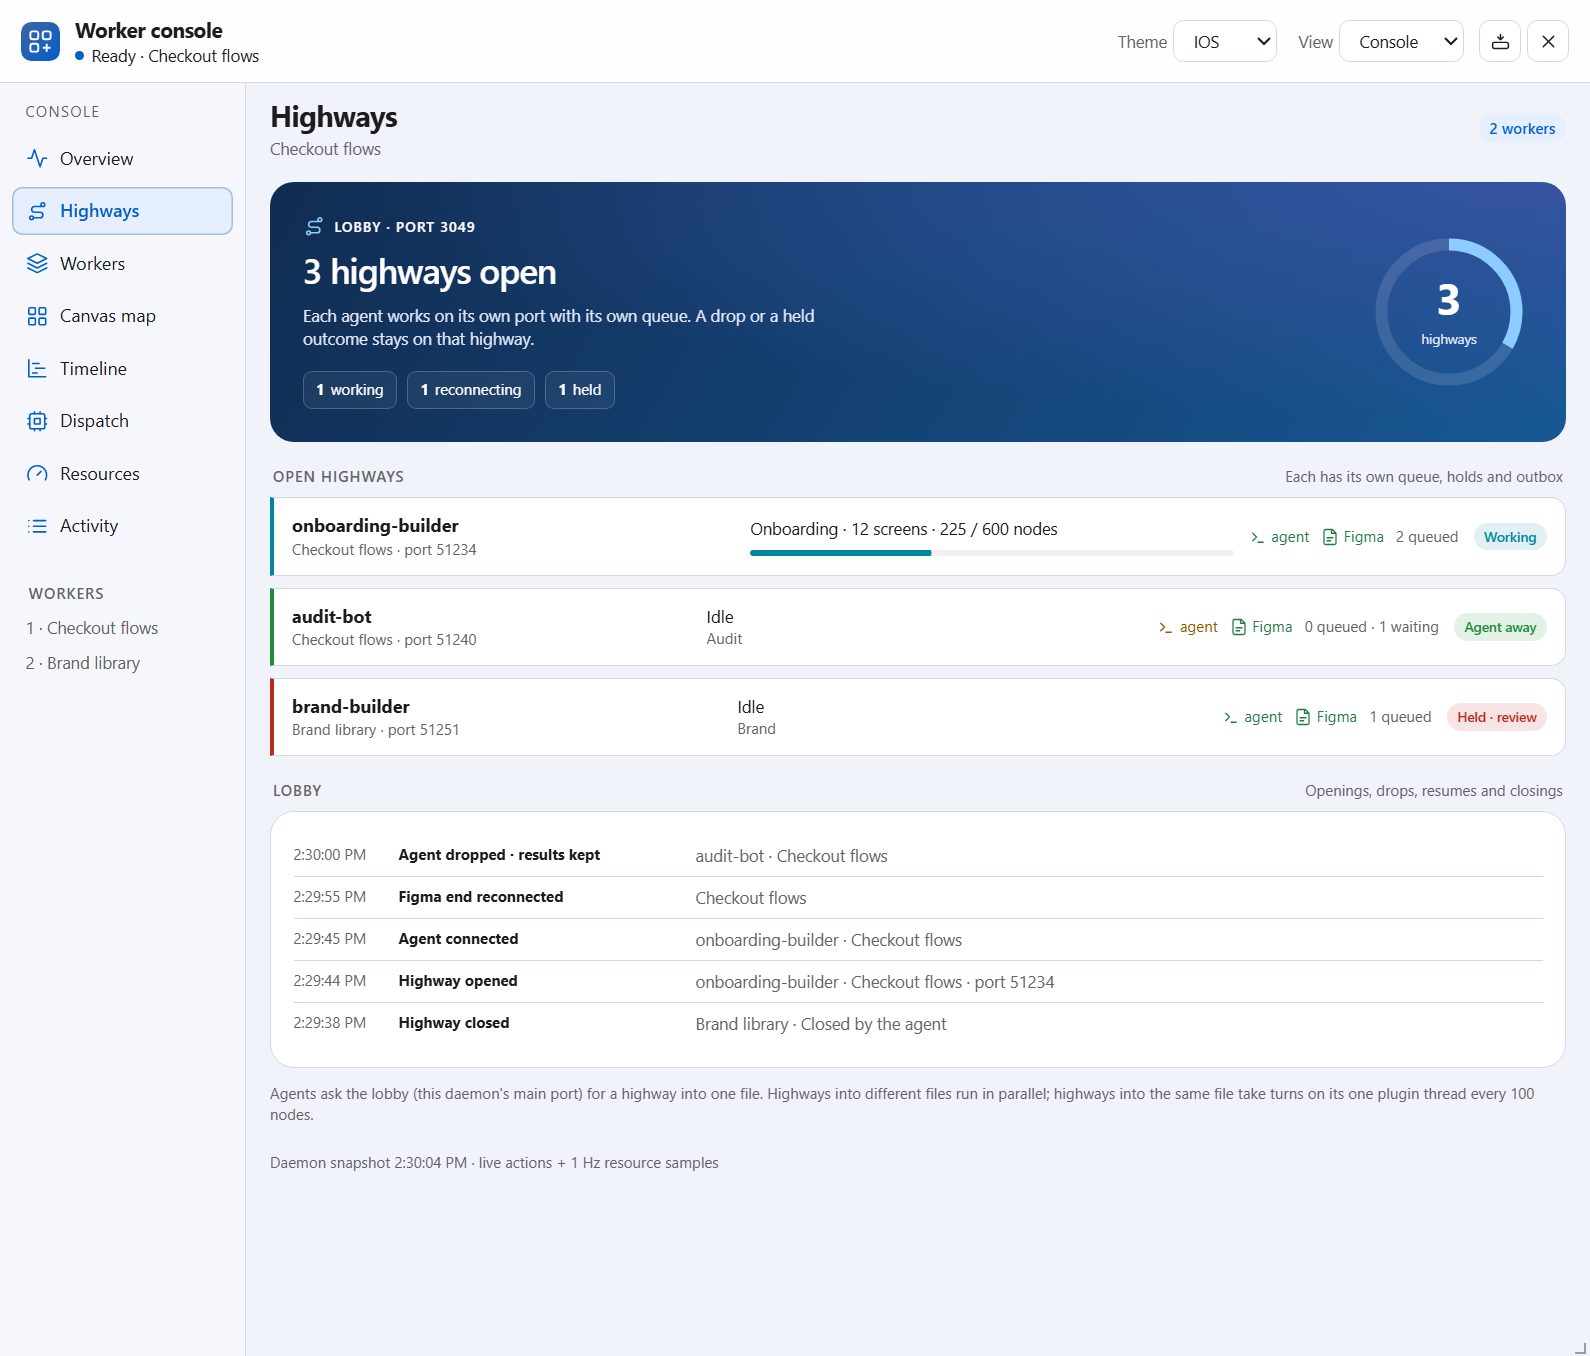 Worker console
Ready · Checkout flows
Theme
IOS
View
Console
CONSOLE
Overview
Highways
Workers
Canvas map
Timeline
Dispatch
Resources
Activity
WORKERS
1 · Checkout flows
2 · Brand library
Highways
Checkout flows
2 workers
LOBBY · PORT 3049
3 highways open
Each agent works on its own port with its own queue. A drop or a held
outcome stays on that highway.
1 working
1 reconnecting
1 held
3
highways
OPEN HIGHWAYS
Each has its own queue, holds and outbox
onboarding-builder
Checkout flows · port 51234
Onboarding · 12 screens · 225 / 600 nodes
agent
Figma
2 queued
Working
audit-bot
Checkout flows · port 51240
Idle
Audit
agent
Figma
0 queued · 1 waiting
Agent away
brand-builder
Brand library · port 51251
Idle
Brand
agent
Figma
1 queued
Held · review
LOBBY
Openings, drops, resumes and closings
2:30:00 PM Agent dropped · results kept audit-bot · Checkout flows
2:29:55 PM Figma end reconnected Checkout flows
2:29:45 PM Agent connected onboarding-builder · Checkout flows
2:29:44 PM Highway opened onboarding-builder · Checkout flows · port 51234
2:29:38 PM Highway closed Brand library · Closed by the agent
Agents ask the lobby (this daemon's main port) for a highway into one file. Highways into different files run in parallel; highways into the same file take turns on its one plugin thread every 100
nodes.
Daemon snapshot 2:30:04 PM · live actions + 1 Hz resource samples